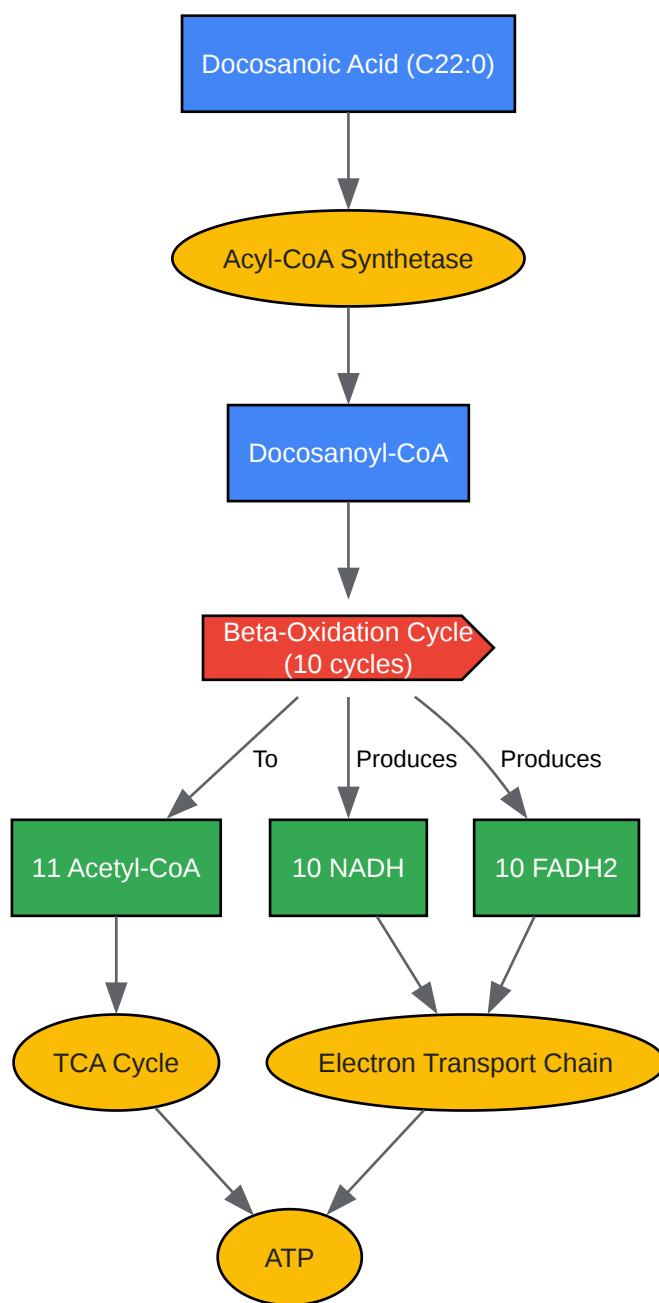 Docosanoic Acid (C22:0)
Acyl-CoA Synthetase
Docosanoyl-CoA
Beta-Oxidation Cycle
(10 cycles)
To
Produces
Produces
11 Acetyl-CoA
10 NADH
10 FADH2
TCA Cycle
Electron Transport Chain
ATP